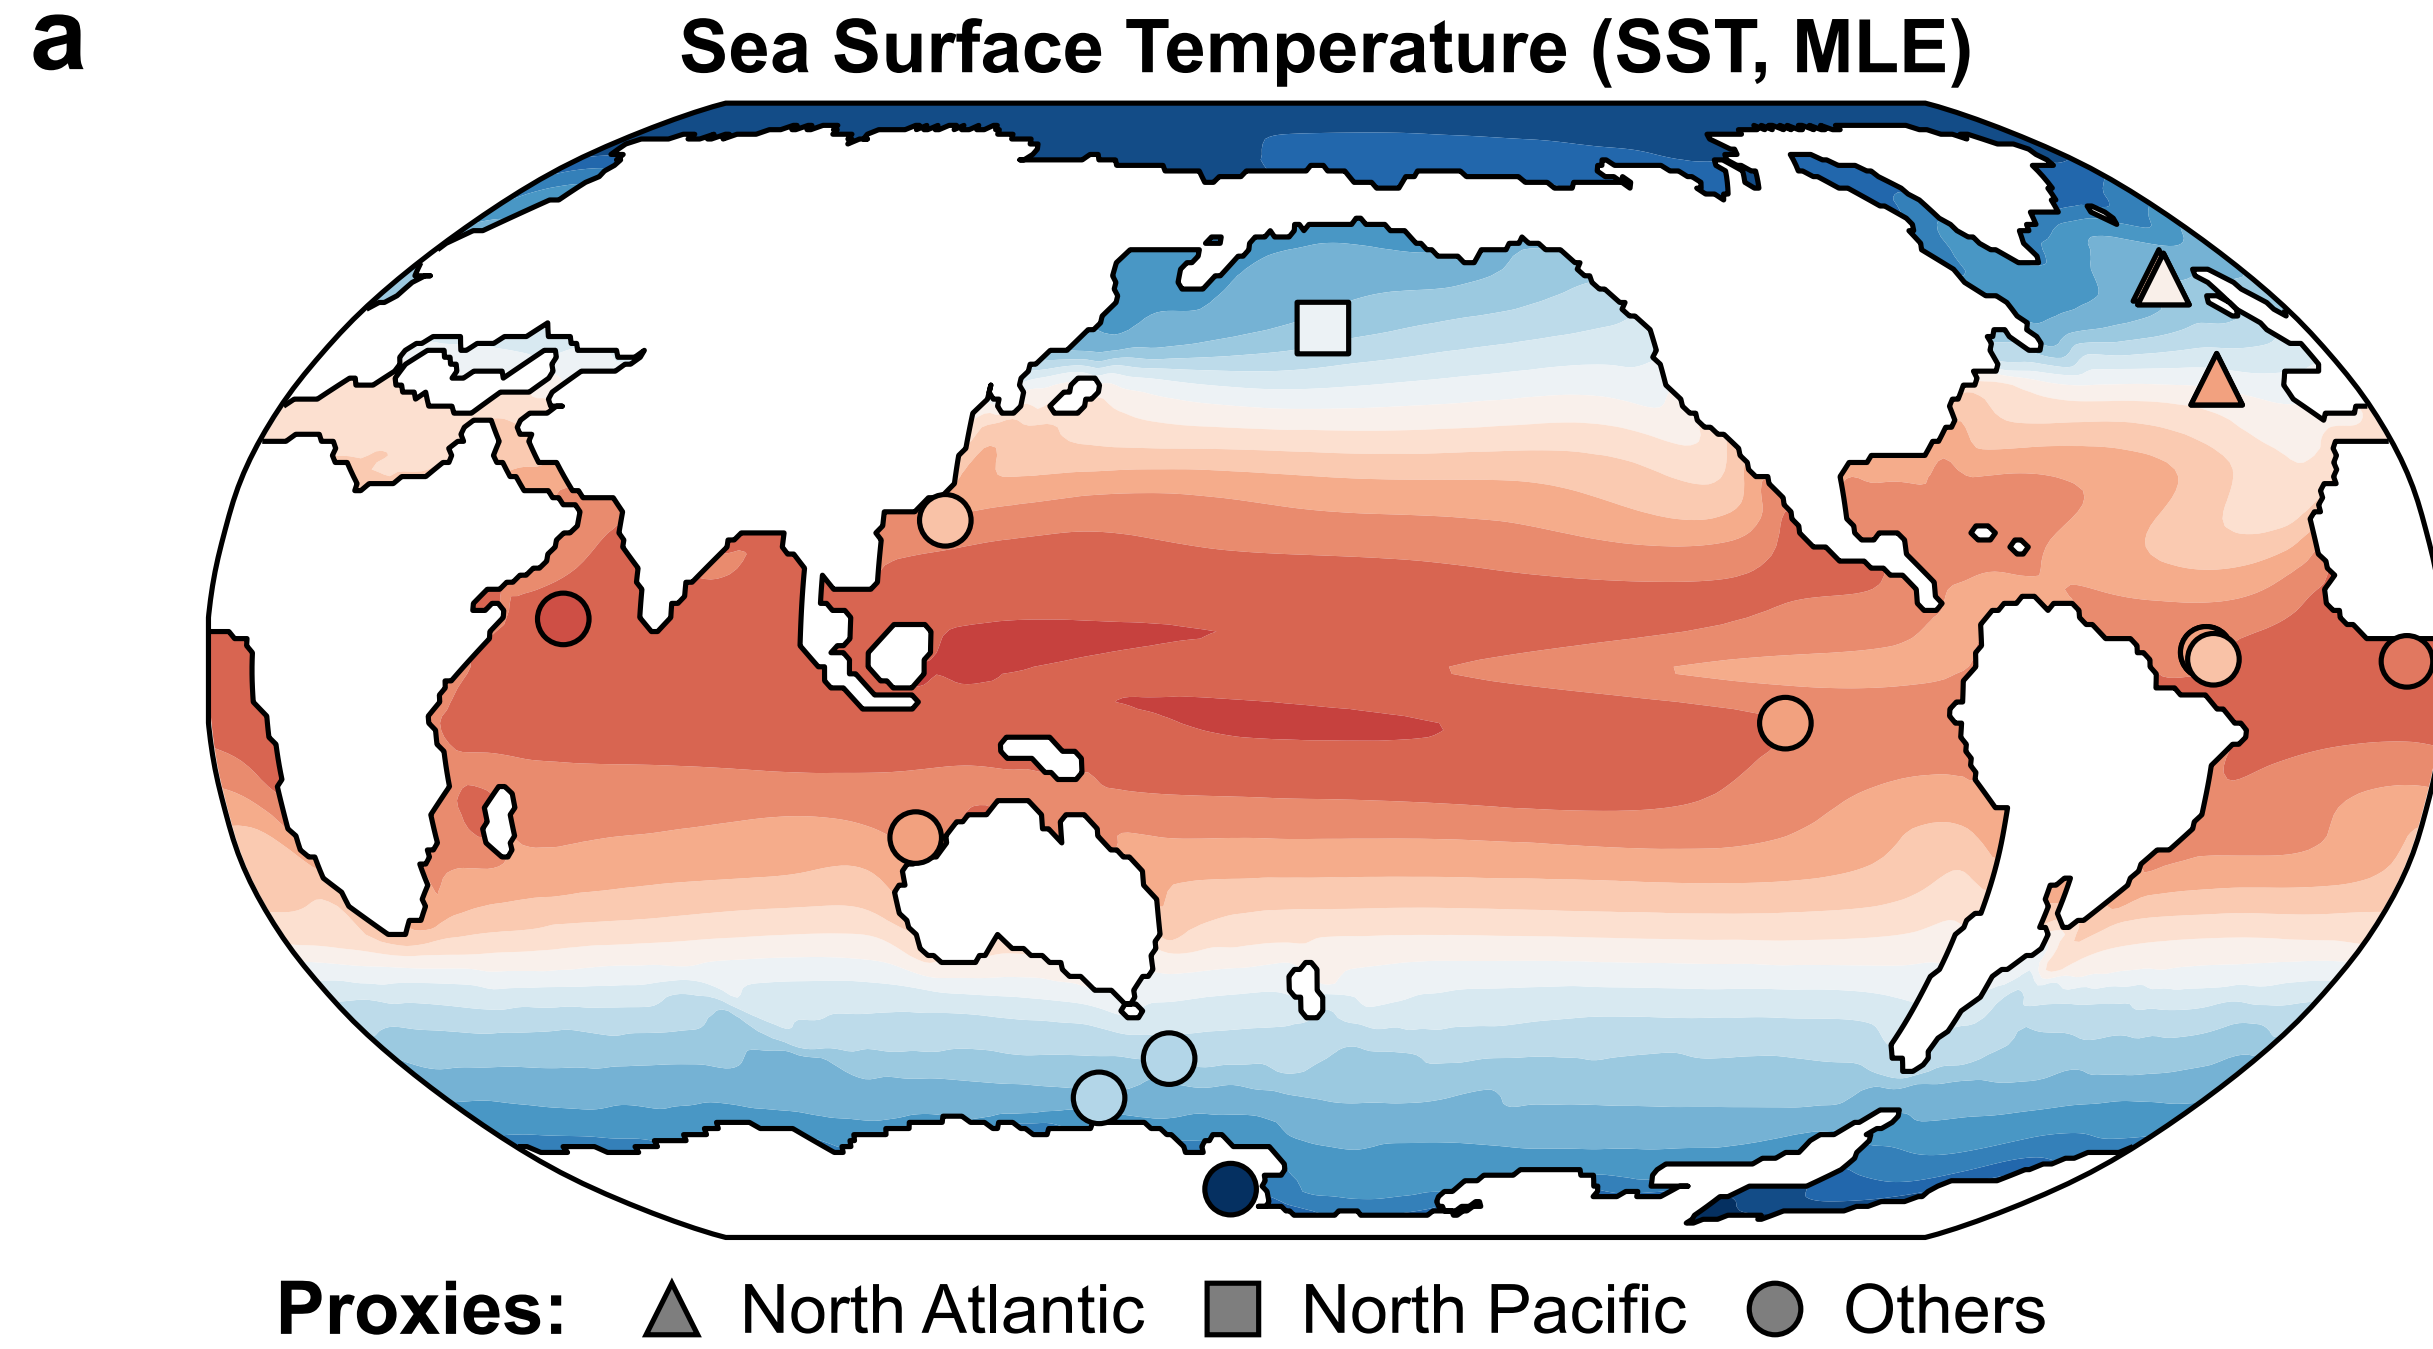 a
Sea Surface Temperature (SST, MLE)
Proxies: North Atlantic North Pacific Others